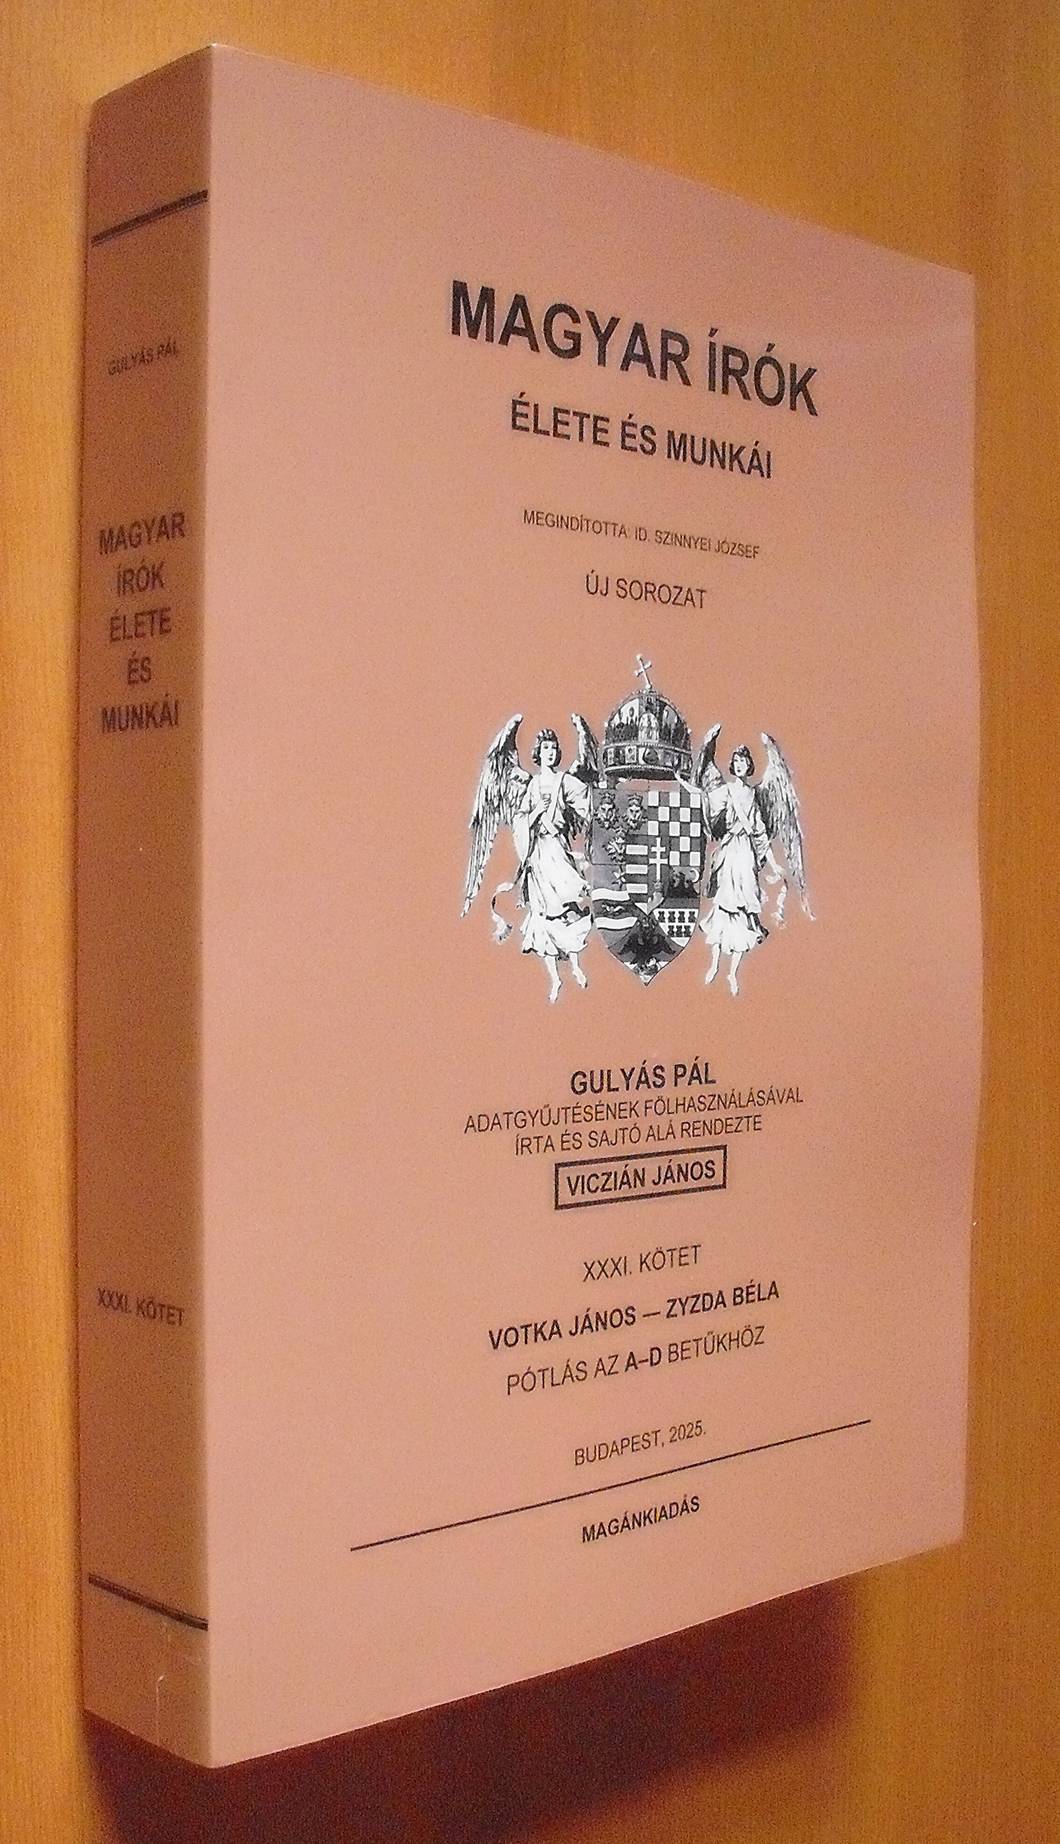 GULYÁS PÁL
MAGYAR
ÍRÓK
ÉLETE
ÉS
MUNKÁI
XXXI. KÖTET
MAGYAR ÍRÓK
ÉLETE ÉS MUNKÁI
MEGINDÍTOTTA: ID. SZINNYEI JÓZSEF
ÚJ SOROZAT
GULYÁS PÁL
ADATGYŰJTÉSÉNEK FÖLHASZNÁLÁSÁVAL
ÍRTA ÉS SAJTÓ ALÁ RENDEZTE
VICZIÁN JÁNOS
XXXI. KÖTET
VOTKA JÁNOS — ZYZDA BÉLA
PÓTLÁS AZ A–D BETŰKHÖZ
BUDAPEST, 2025.
MAGÁNKIADÁS